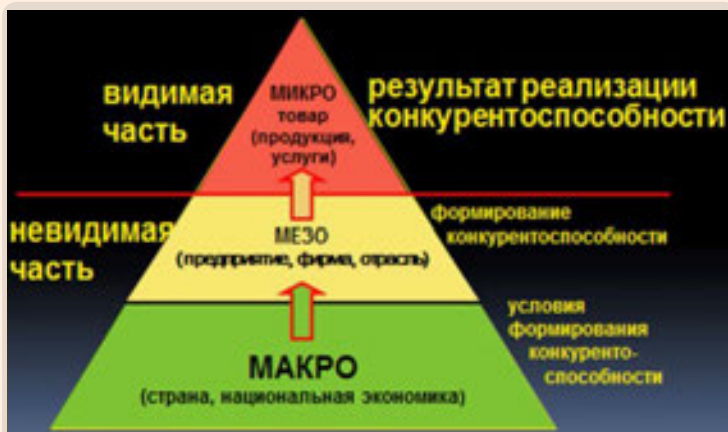 видимая
часть
МИКРО
товар
(продукция,
услуги)
результат реализации
конкурентоспособности
невидимая
часть
МЕЗО
(предприятие, фирма, отрасль)
формирование
конкурентоспособности
МАКРО
(страна, национальная экономика)
условия
формирования
конкуренто-
способности